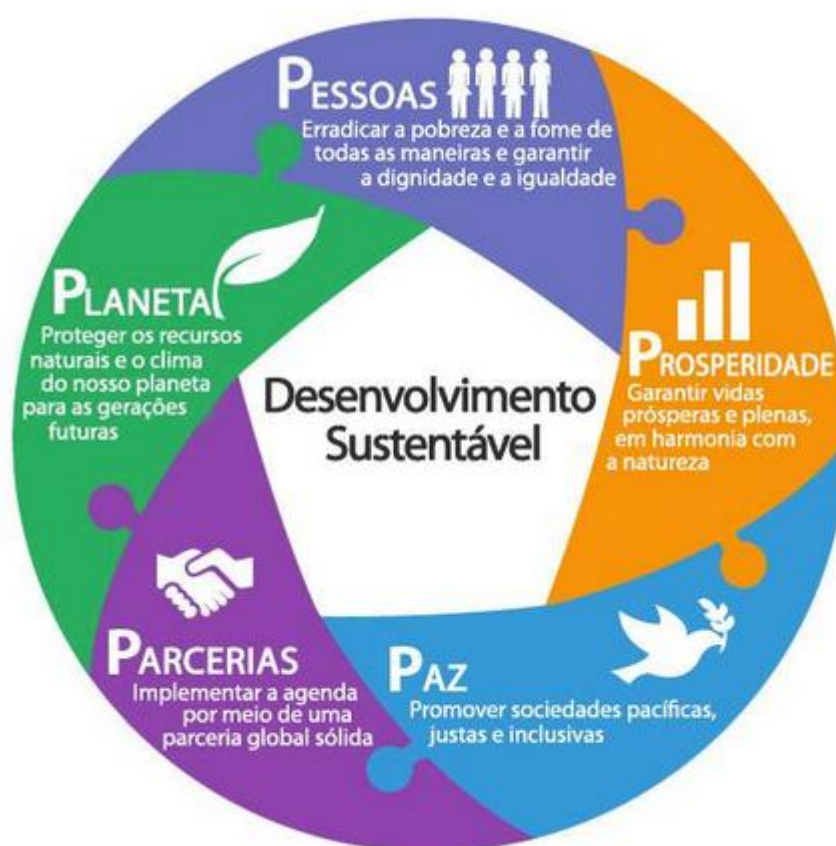 PESSOAS
Erradicar a pobreza e a fome de
todas as maneiras e garantir
a dignidade e a igualdade
PROSPERIDADE
Garantir vidas
prósperas e plenas,
em harmonia com
a natureza
PAZ
Promover sociedades pacíficas,
justas e inclusivas
PARCERIAS
Implementar a agenda
por meio de uma
parceria global sólida
PLANETA
Proteger os recursos
naturais e o clima
do nosso planeta
para as gerações
futuras
Desenvolvimento
Sustentável